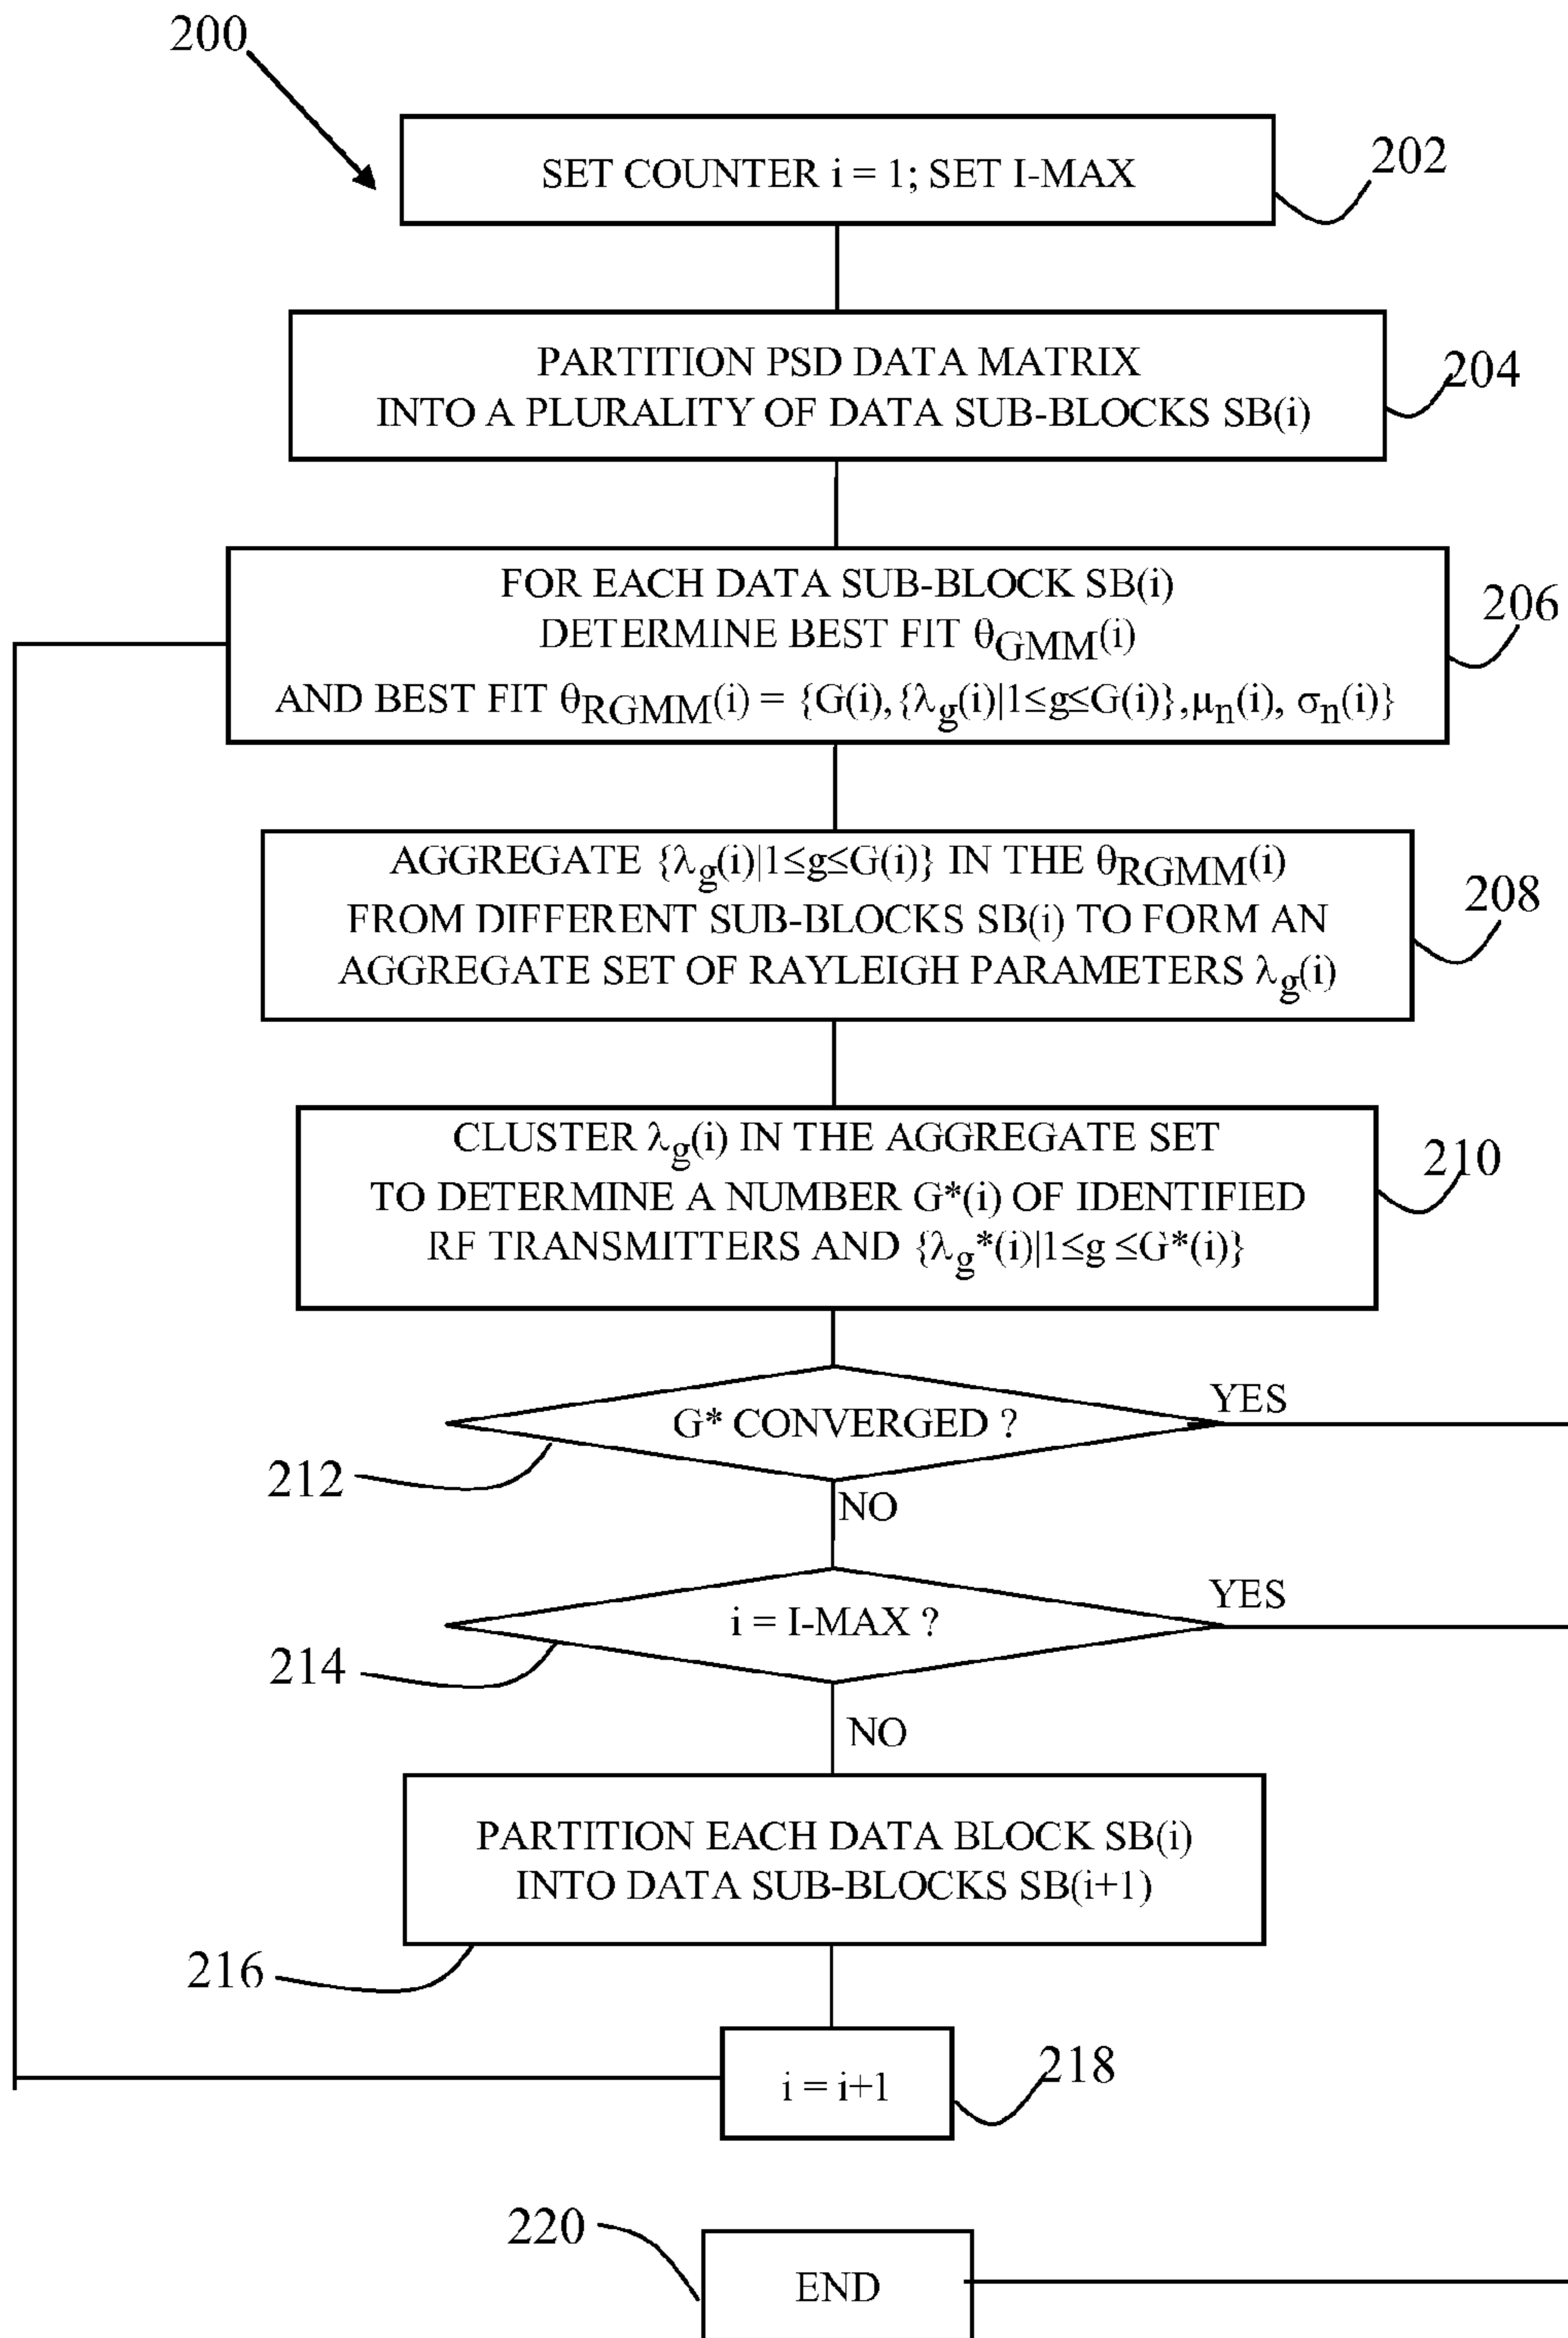 200
SET COUNTER i = 1; SET I-MAX
202
PARTITION PSD DATA MATRIX
INTO A PLURALITY OF DATA SUB-BLOCKS SB(i)
204
FOR EACH DATA SUB-BLOCK SB(i)
DETERMINE BEST FIT θGMM(i)
AND BEST FIT θRGMM(i) = {G(i),{λg(i)|1≤g≤G(i)},μn(i), σn(i)}
206
AGGREGATE {λg(i)|1≤g≤G(i)} IN THE θRGMM(i)
FROM DIFFERENT SUB-BLOCKS SB(i) TO FORM AN
AGGREGATE SET OF RAYLEIGH PARAMETERS λg(i)
208
CLUSTER λg(i) IN THE AGGREGATE SET
TO DETERMINE A NUMBER G*(i) OF IDENTIFIED
RF TRANSMITTERS AND {λg*(i)|1≤g ≤G*(i)}
210
G* CONVERGED ?
YES
212
NO
i = I-MAX ?
YES
214
NO
PARTITION EACH DATA BLOCK SB(i)
INTO DATA SUB-BLOCKS SB(i+1)
216
i = i+1
218
220
END